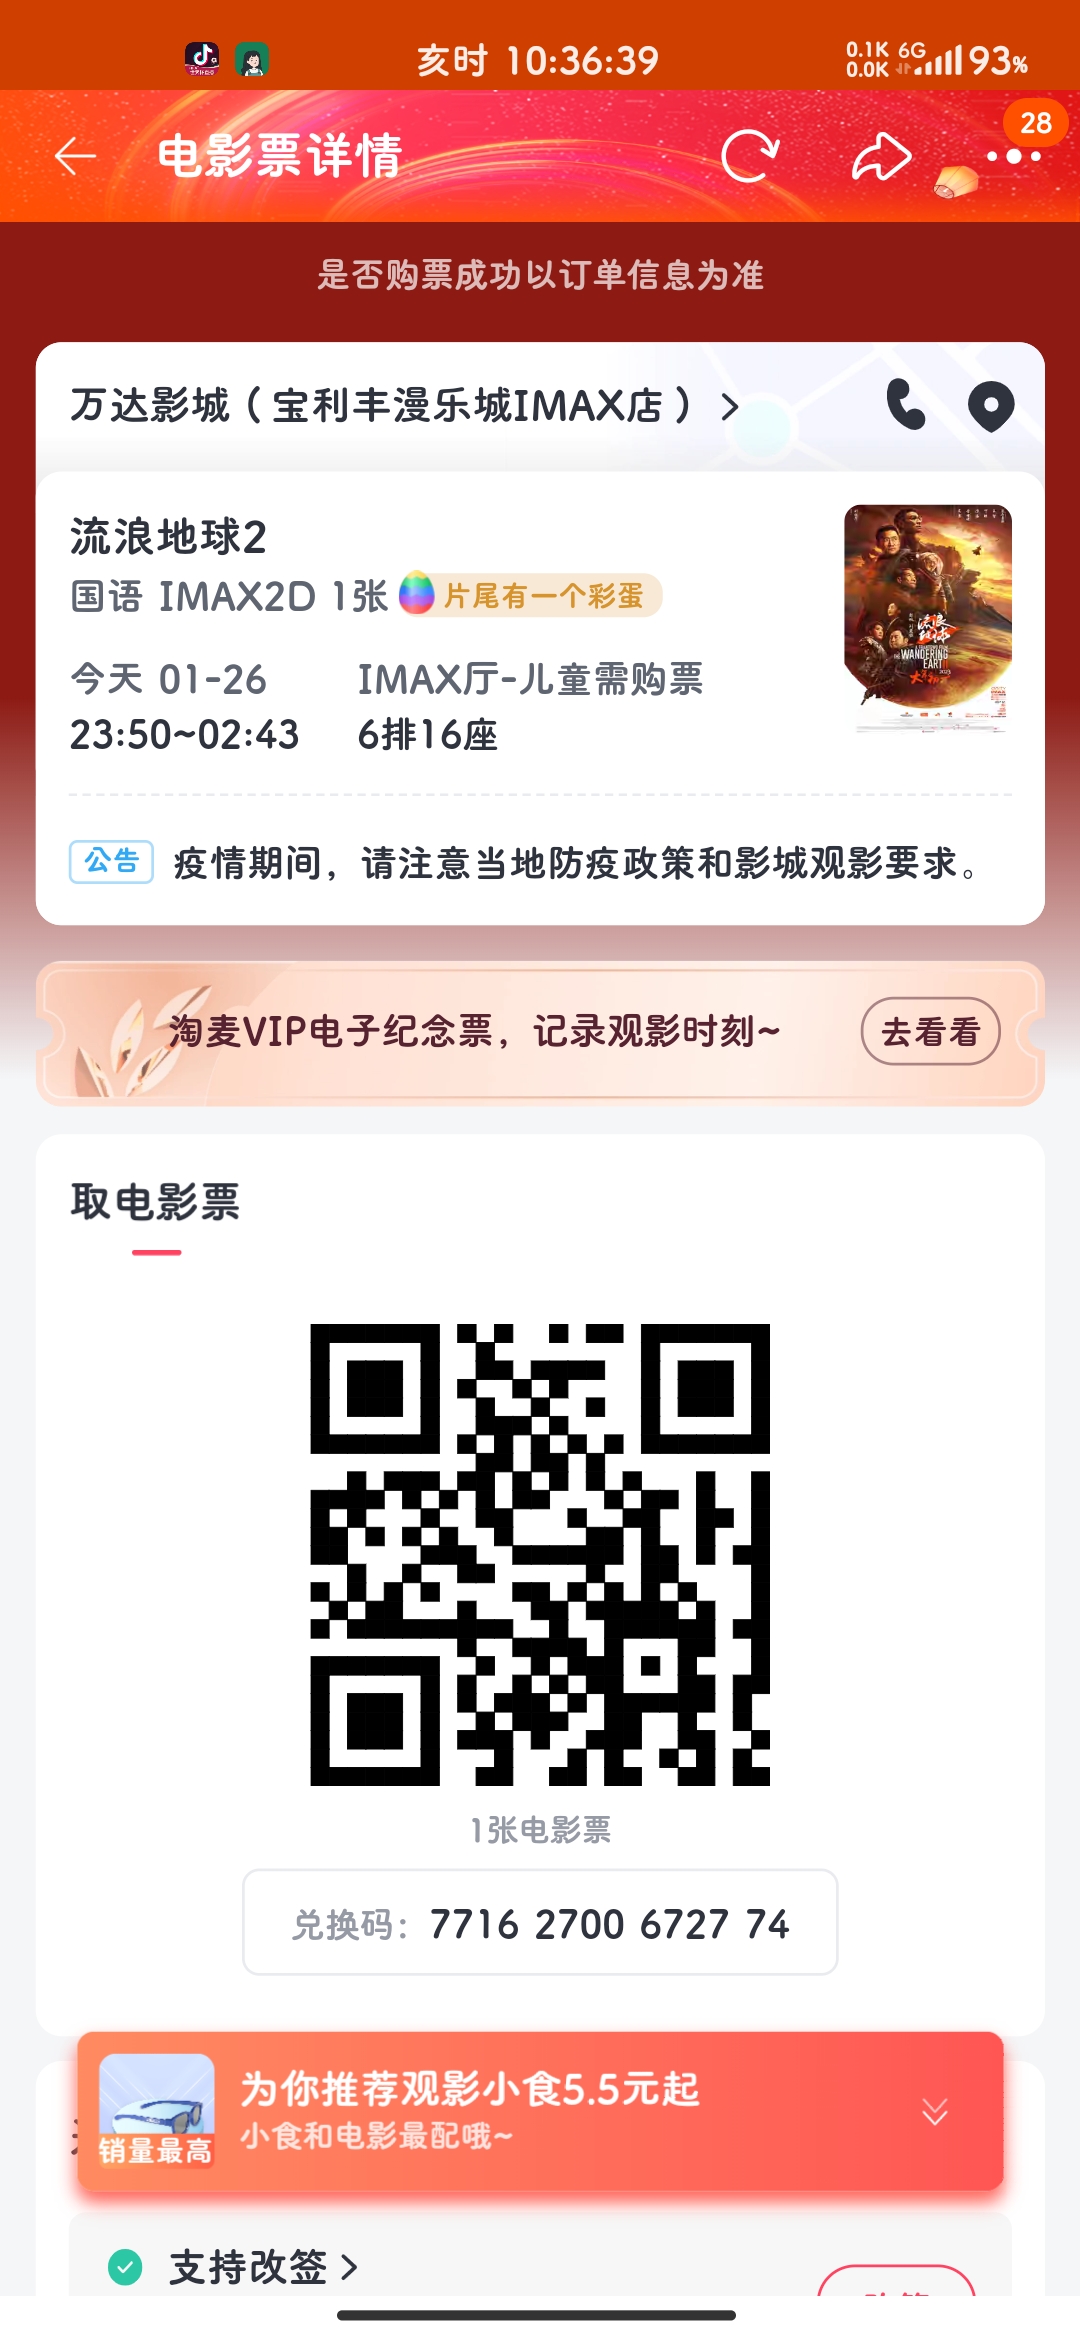 亥时 10:36:39
0.1K
0.0K
6G
93%
电影票详情
28
是否购票成功以订单信息为准
万达影城（宝利丰漫乐城IMAX店）
流浪地球2
国语 IMAX2D 1张
片尾有一个彩蛋
今天 01-26
IMAX厅-儿童需购票
23:50~02:43
6排16座
流浪
地球
THE WANDERING
EARTH II
公告
疫情期间，请注意当地防疫政策和影城观影要求。
淘麦VIP电子纪念票，记录观影时刻~
去看看
取电影票
1张电影票
兑换码：7716 2700 6727 74
为你推荐观影小食5.5元起
小食和电影最配哦~
销量最高
支持改签